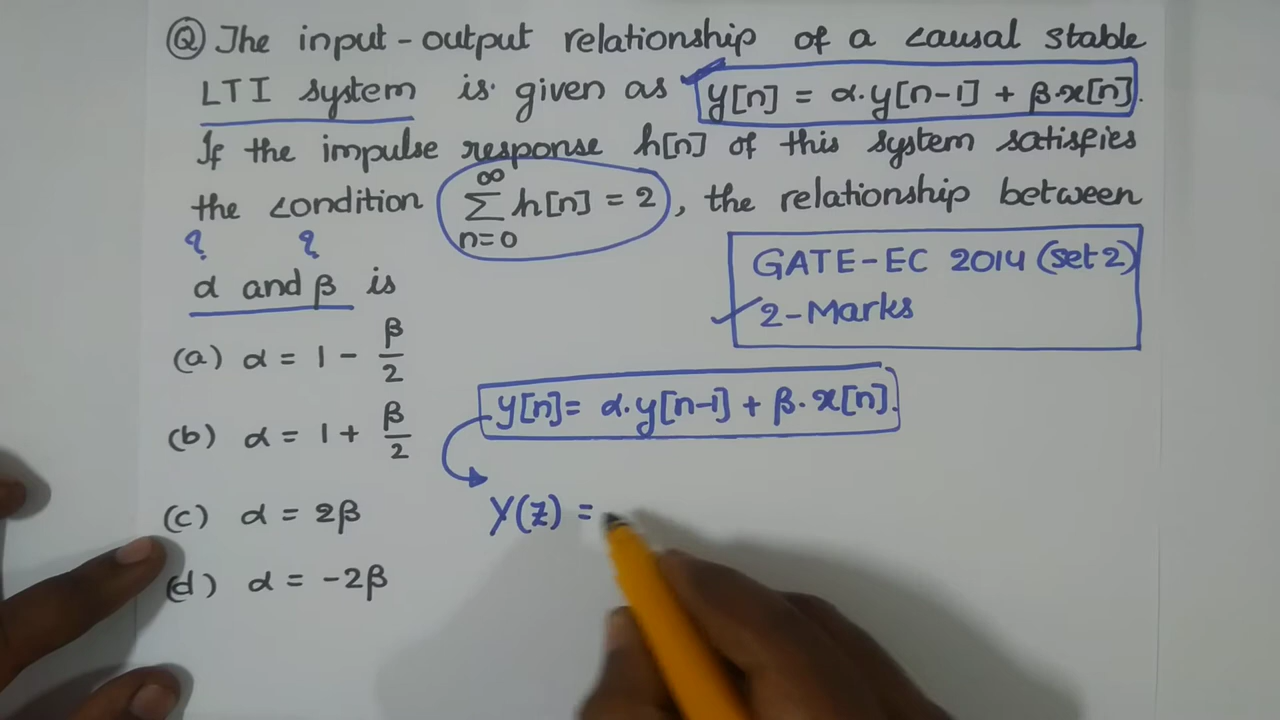 Q The input-output relationship of a causal stable
LTI system is given as y[n] = α.y[n-1] + β.x[n].
If the impulse response h[n] of this system satisfies
the condition ∞Σn=0 h[n] = 2, the relationship between
? ?
α and β is
GATE-EC 2014 (set 2)
2-Marks
(a) α = 1 - β/2
(b) α = 1 + β/2
(c) α = 2β
(d) α = -2β
y[n] = α.y[n-1] + β.x[n].
Y(z) =